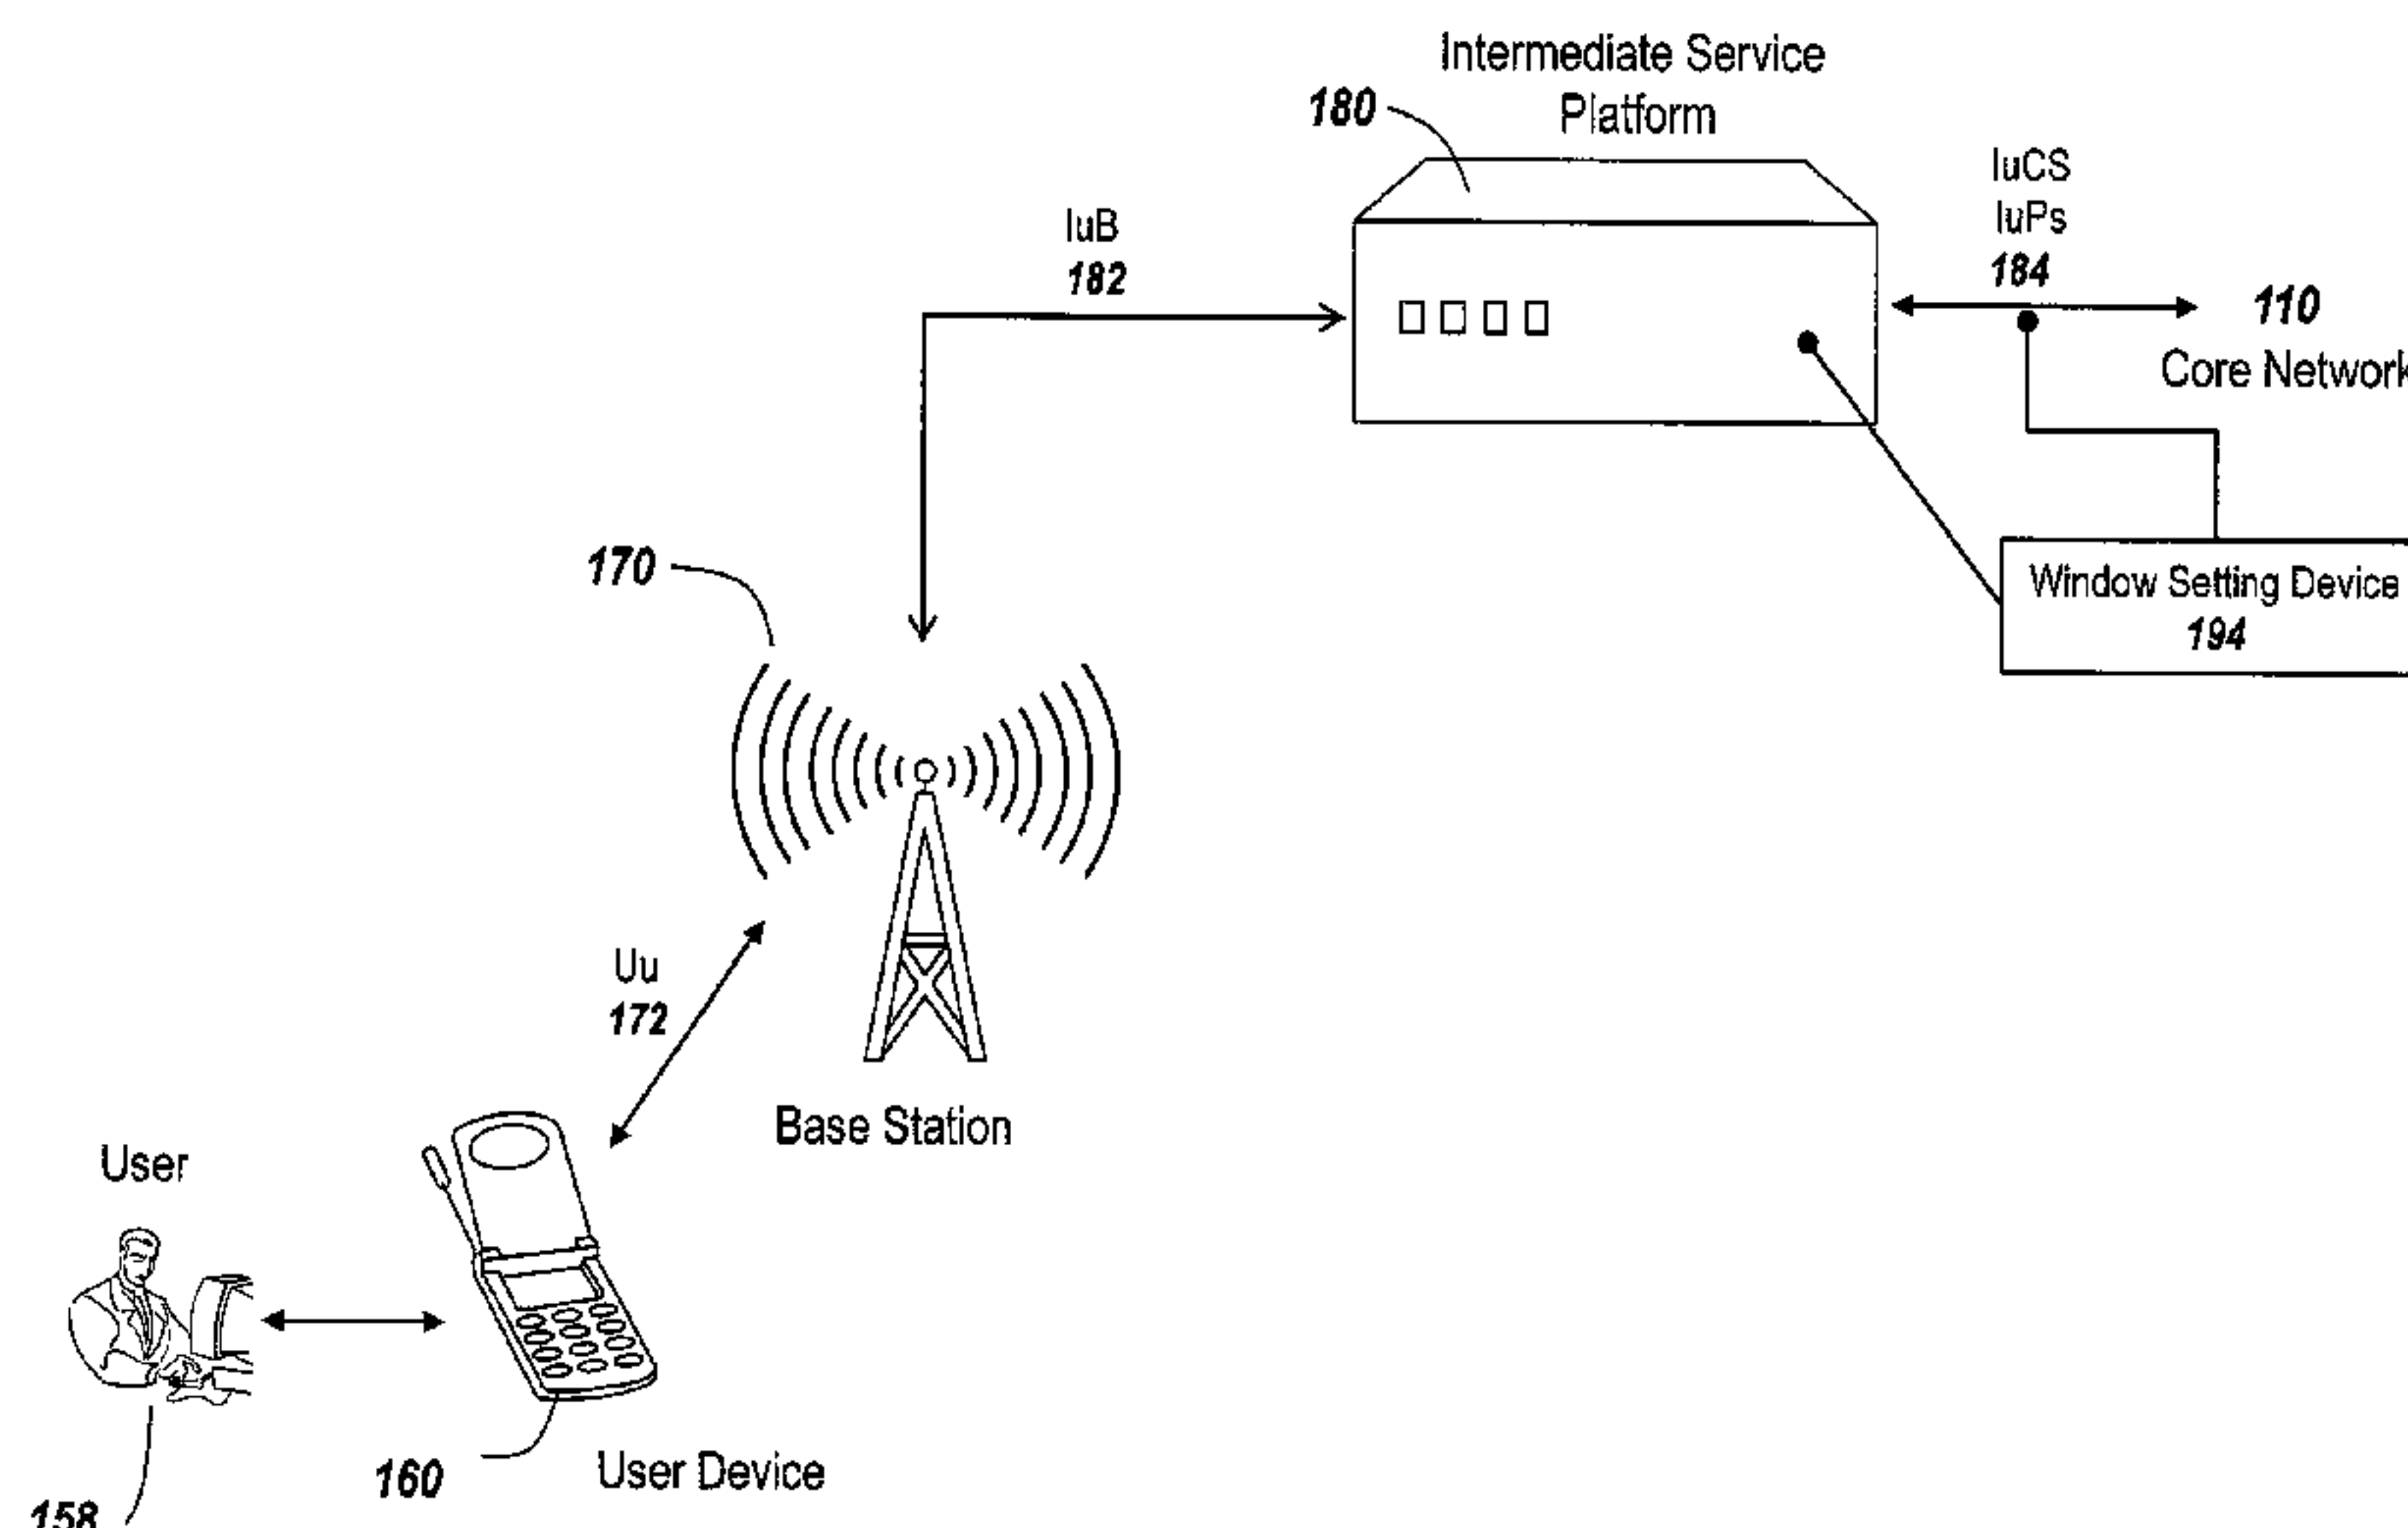 Intermediate Service
Platform
180
IuCS
IuPs
184
IuB
182
110
Core Network
170
Window Setting Device
194
Uu
172
Base Station
User
160
User Device
158